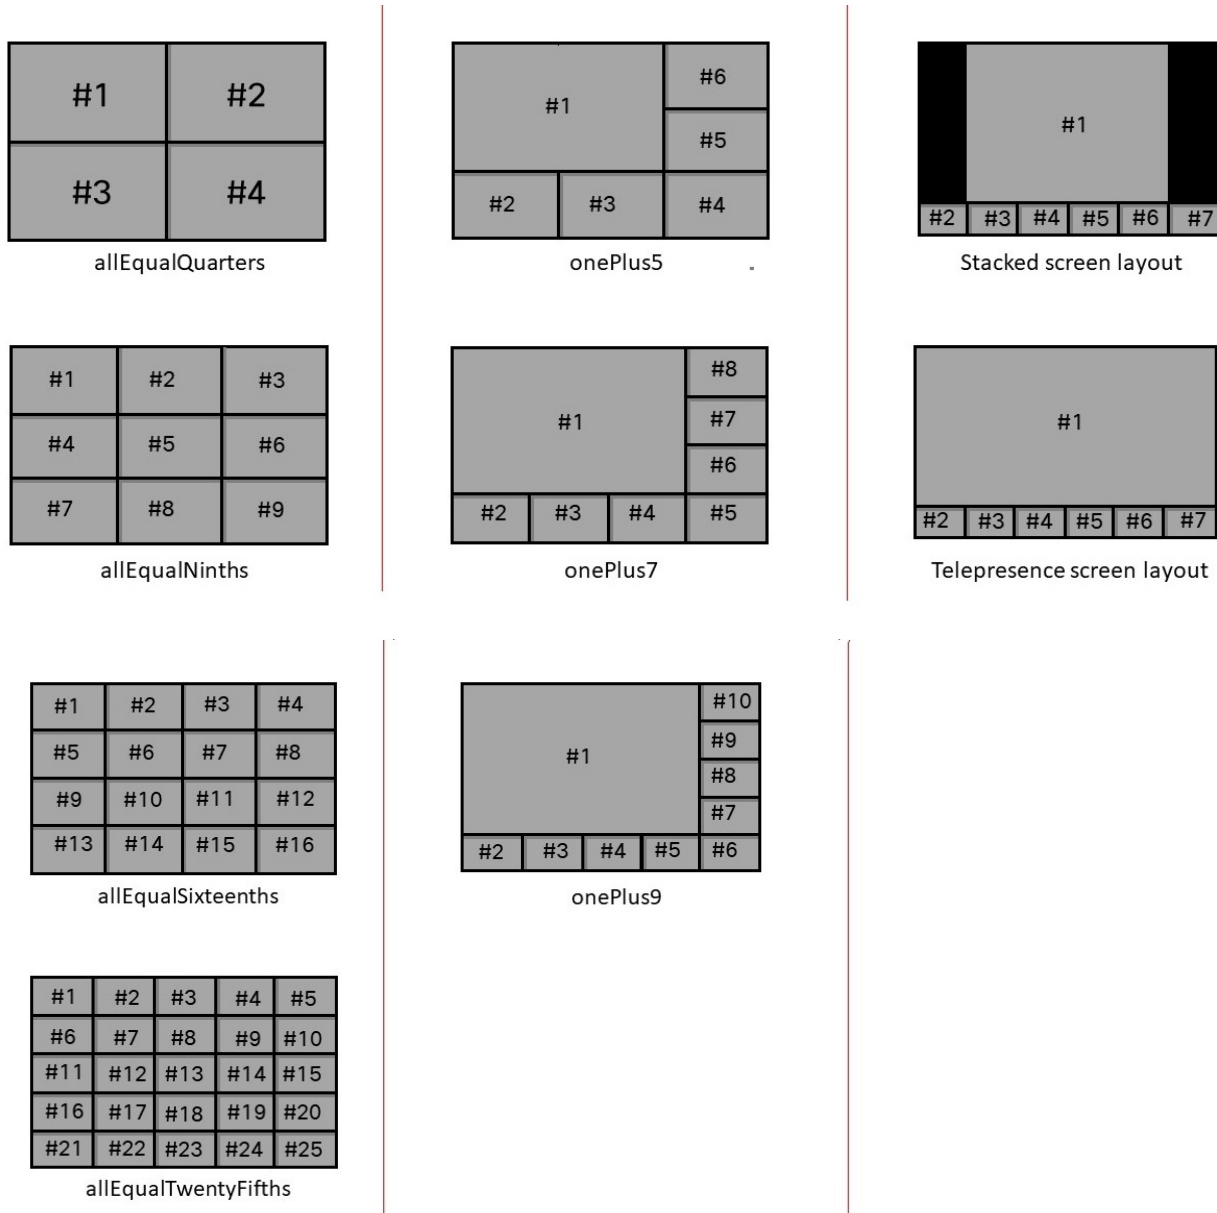 #1 #2
#3 #4
allEqualQuarters
#1 #6
#5
#2 #3 #4
onePlus5
#1
#2 #3 #4 #5 #6 #7
Stacked screen layout
#1 #2 #3
#4 #5 #6
#7 #8 #9
allEqualNinths
#8
#1 #7
#6
#2 #3 #4 #5
onePlus7
#1
#2 #3 #4 #5 #6 #7
Telepresence screen layout
#1 #2 #3 #4
#5 #6 #7 #8
#9 #10 #11 #12
#13 #14 #15 #16
allEqualSixteenths
#10
#9
#1
#8
#7
#2 #3 #4 #5 #6
onePlus9
#1 #2 #3 #4 #5
#6 #7 #8 #9 #10
#11 #12 #13 #14 #15
#16 #17 #18 #19 #20
#21 #22 #23 #24 #25
allEqualTwentyFifths